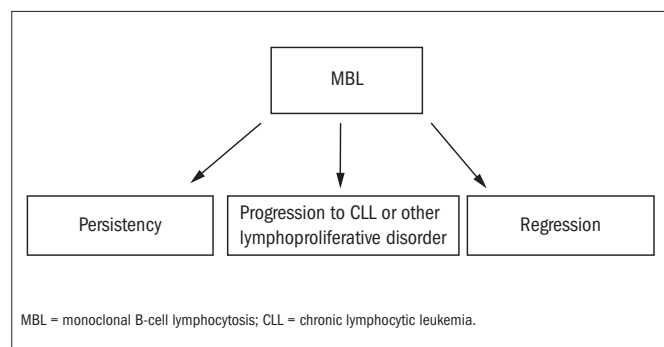 MBL
Persistency
Progression to CLL or other
lymphoproliferative disorder
Regression
MBL = monoclonal B-cell lymphocytosis; CLL = chronic lymphocytic leukemia.